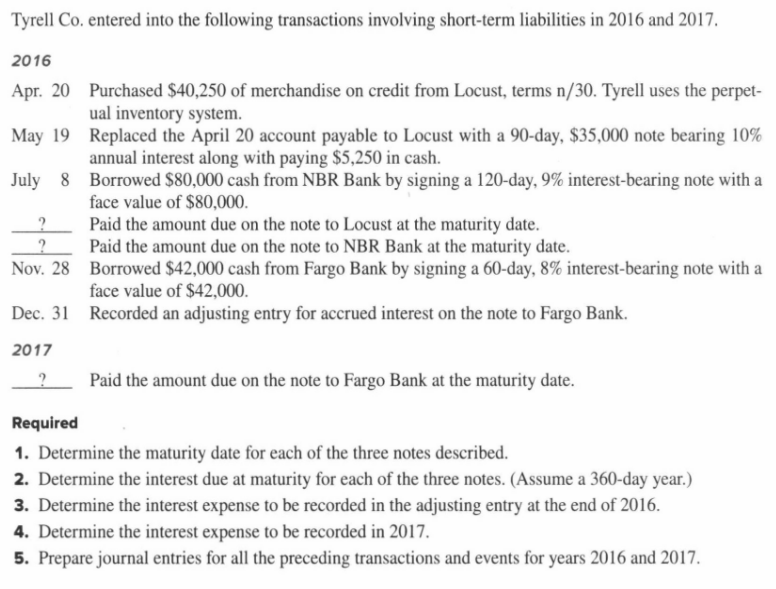 Tyrell Co. entered into the following transactions involving short-term liabilities in 2016 and 2017.
2016
Apr. 20 Purchased $40,250 of merchandise on credit from Locust, terms n/30. Tyrell uses the perpet-
ual inventory system.
May 19 Replaced the April 20 account payable to Locust with a 90-day, $35,000 note bearing 10%
annual interest along with paying $5,250 in cash.
July 8 Borrowed $80,000 cash from NBR Bank by signing a 120-day, 9% interest-bearing note with a
face value of $80,000.
? Paid the amount due on the note to Locust at the maturity date.
? Paid the amount due on the note to NBR Bank at the maturity date.
Nov. 28 Borrowed $42,000 cash from Fargo Bank by signing a 60-day, 8% interest-bearing note with a
face value of $42,000.
Dec. 31 Recorded an adjusting entry for accrued interest on the note to Fargo Bank.
2017
? Paid the amount due on the note to Fargo Bank at the maturity date.
Required
1. Determine the maturity date for each of the three notes described.
2. Determine the interest due at maturity for each of the three notes. (Assume a 360-day year.)
3. Determine the interest expense to be recorded in the adjusting entry at the end of 2016.
4. Determine the interest expense to be recorded in 2017.
5. Prepare journal entries for all the preceding transactions and events for years 2016 and 2017.